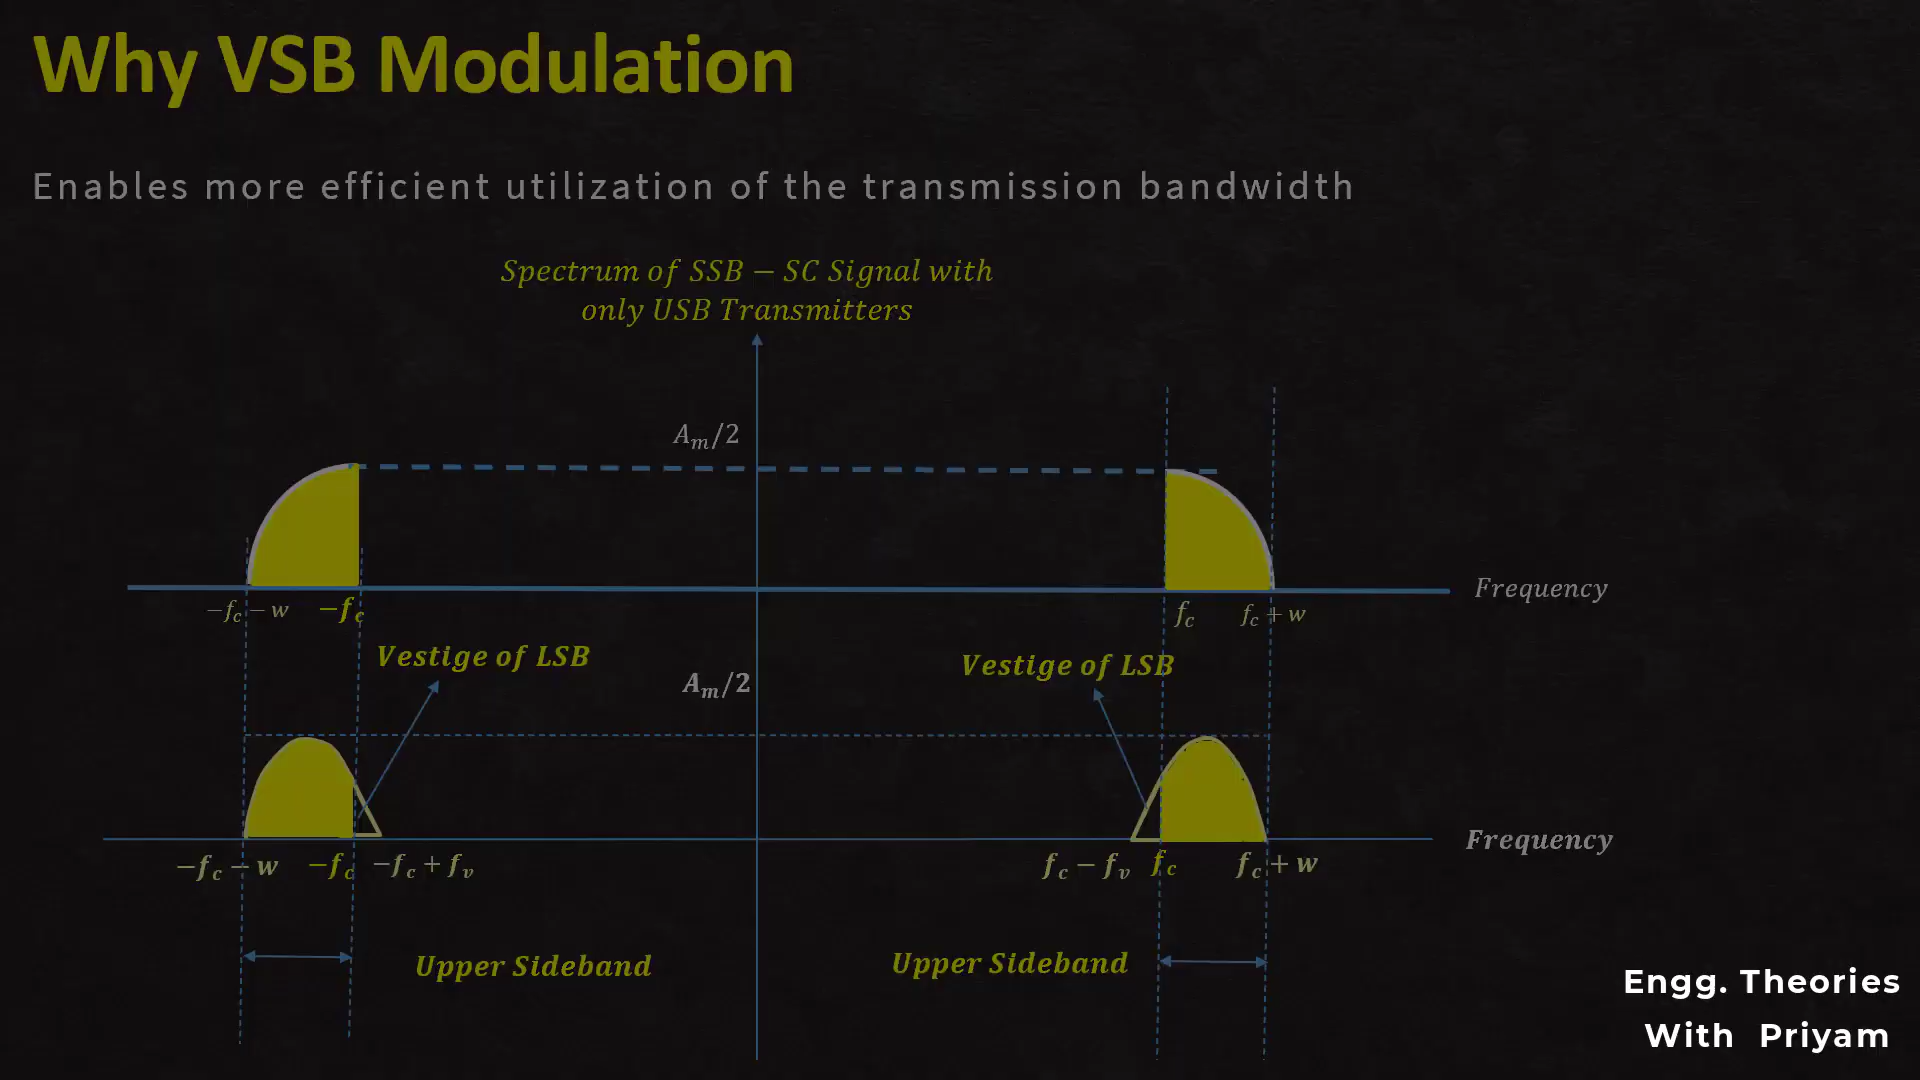 Why VSB Modulation
Enables more efficient utilization of the transmission bandwidth
Spectrum of SSB − SC Signal with
only USB Transmitters
A_m/2
Frequency
−f_c − w
−f_c
f_c
f_c + w
Vestige of LSB
Vestige of LSB
A_m/2
Frequency
−f_c − w
−f_c
−f_c + f_v
f_c − f_v
f_c
f_c + w
Upper Sideband
Upper Sideband
Engg. Theories
With Priyam